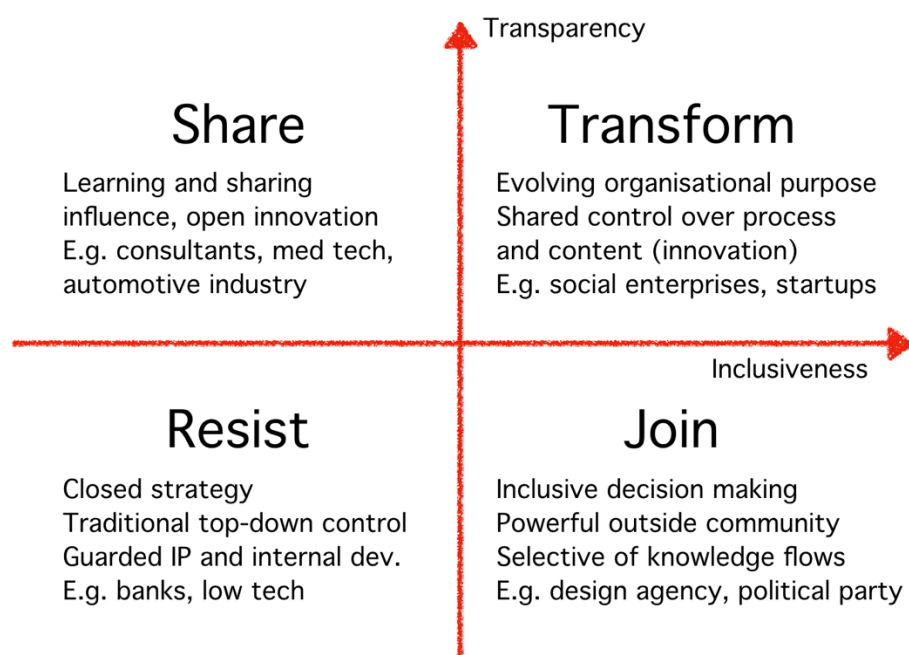 Transparency
Share
Learning and sharing
influence, open innovation
E.g. consultants, med tech,
automotive industry
Transform
Evolving organisational purpose
Shared control over process
and content (innovation)
E.g. social enterprises, startups
Inclusiveness
Resist
Closed strategy
Traditional top-down control
Guarded IP and internal dev.
E.g. banks, low tech
Join
Inclusive decision making
Powerful outside community
Selective of knowledge flows
E.g. design agency, political party